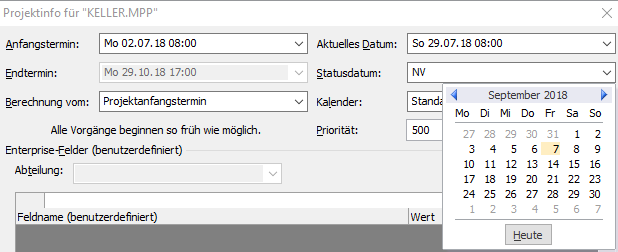 Projektinfo für "KELLER.MPP"
Anfangstermin: Mo 02.07.18 08:00 Aktuelles Datum: So 29.07.18 08:00
Endtermin: Mo 29.10.18 17:00 Statusdatum: NV
Berechnung vom: Projektanfangstermin Kalender: Standa
Alle Vorgänge beginnen so früh wie möglich. Priorität: 500
Enterprise-Felder (benutzerdefiniert)
Abteilung:
Feldname (benutzerdefiniert) Wert
September 2018
Mo Di Mi Do Fr Sa So
27 28 29 30 31 1 2
3 4 5 6 7 8 9
10 11 12 13 14 15 16
17 18 19 20 21 22 23
24 25 26 27 28 29 30
1 2 3 4 5 6 7
Heute